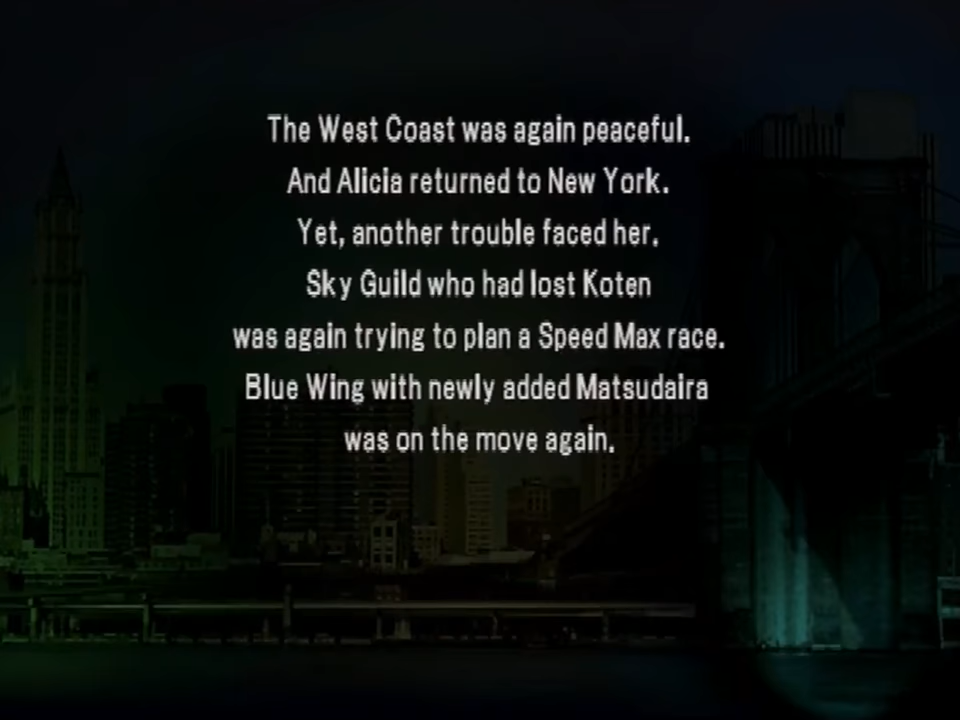 The West Coast was again peaceful.
And Alicia returned to New York.
Yet, another trouble faced her.
Sky Guild who had lost Koten
was again trying to plan a Speed Max race.
Blue Wing with newly added Matsudaira
was on the move again.